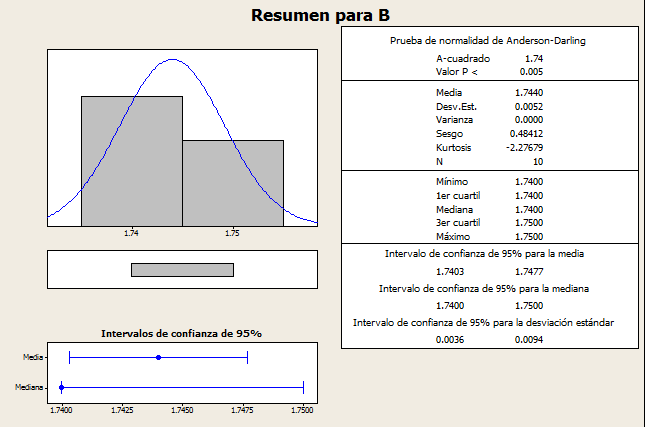 Resumen para B
Prueba de normalidad de Anderson-Darling
A-cuadrado 1.74
Valor P < 0.005
Media 1.7440
Desv.Est. 0.0052
Varianza 0.0000
Sesgo 0.48412
Kurtosis -2.27679
N 10
Mínimo 1.7400
1er cuartil 1.7400
Mediana 1.7400
3er cuartil 1.7500
Máximo 1.7500
Intervalo de confianza de 95% para la media
1.7403 1.7477
Intervalo de confianza de 95% para la mediana
1.7400 1.7500
Intervalo de confianza de 95% para la desviación estándar
0.0036 0.0094
1.74 1.75
Intervalos de confianza de 95%
Media
Mediana
1.7400 1.7425 1.7450 1.7475 1.7500